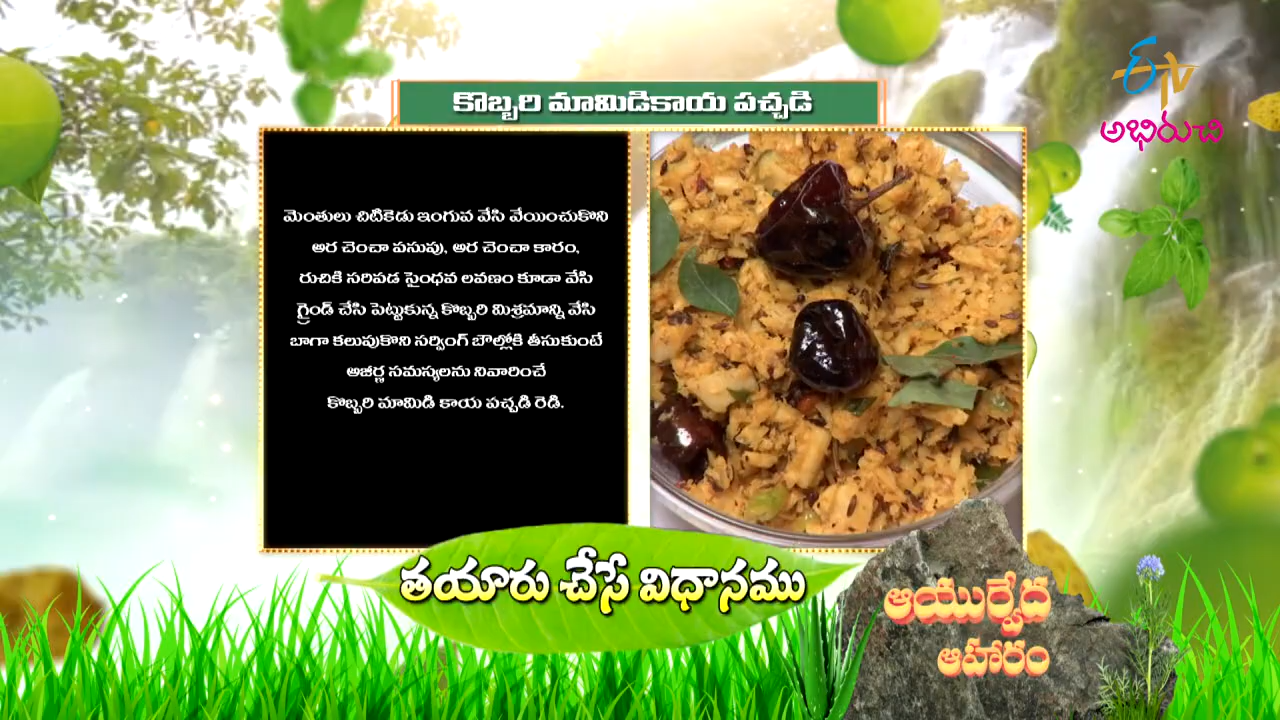 కొబ్బరి మామిడికాయ పచ్చడి
ఈtv
అభిరుచి
మెంతులు చిటికెడు ఇంగువ వేసి వేయించుకొని
అర చెంచా పసుపు, అర చెంచా కారం,
రుచికి సరిపడ సైంధవ లవణం కూడా వేసి
గ్రైండ్ చేసి పెట్టుకున్న కొబ్బరి మిశ్రమాన్ని వేసి
బాగా కలుపుకొని సర్వింగ్ బౌల్లోకి తీసుకుంటే
అజీర్ణ సమస్యలను నివారించే
కొబ్బరి మామిడి కాయ పచ్చడి రెడి.
తయారు చేసే విధానము
ఆయుర్వేద
ఆహారం